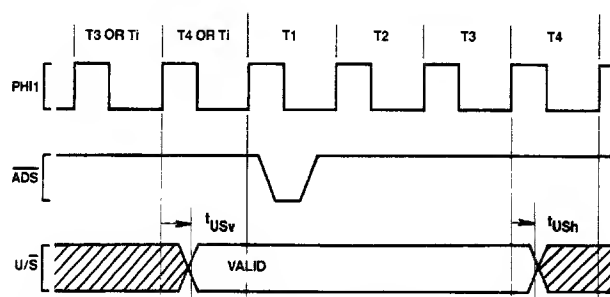 T3 OR Ti T4 OR Ti T1 T2 T3 T4
PHI1
ADS
tUSv tUSh
U/S VALID